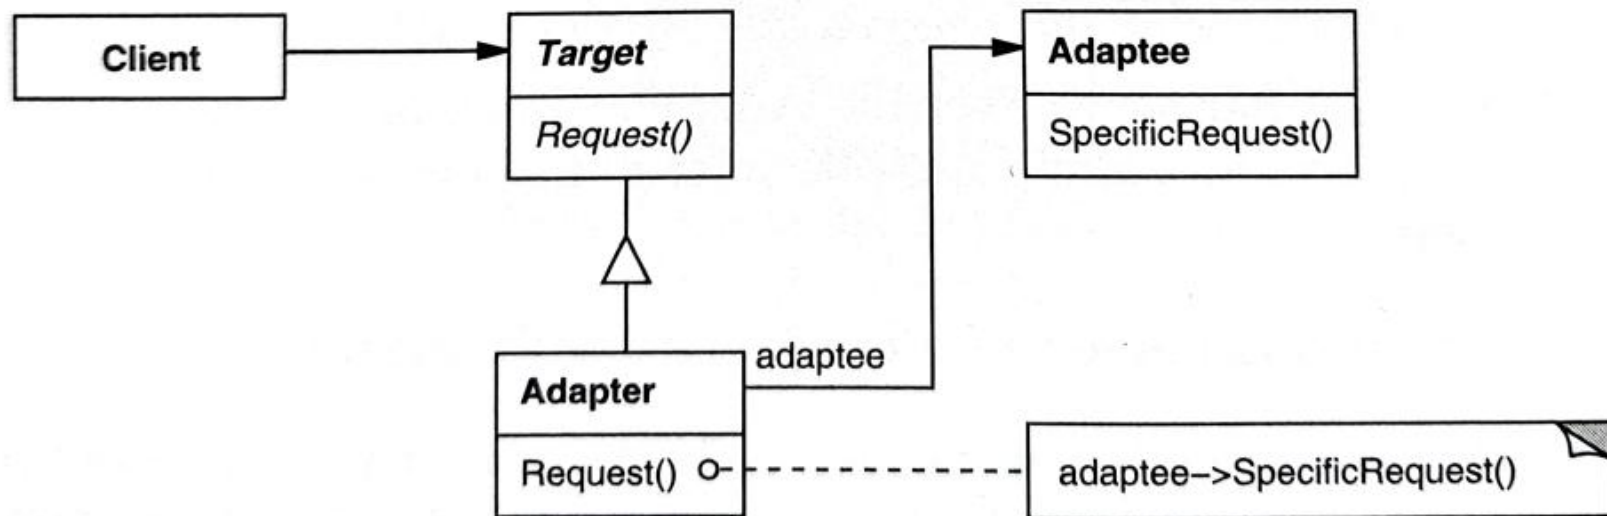 Client
Target
Request()
Adaptee
SpecificRequest()
adaptee
Adapter
Request()
adaptee–>SpecificRequest()